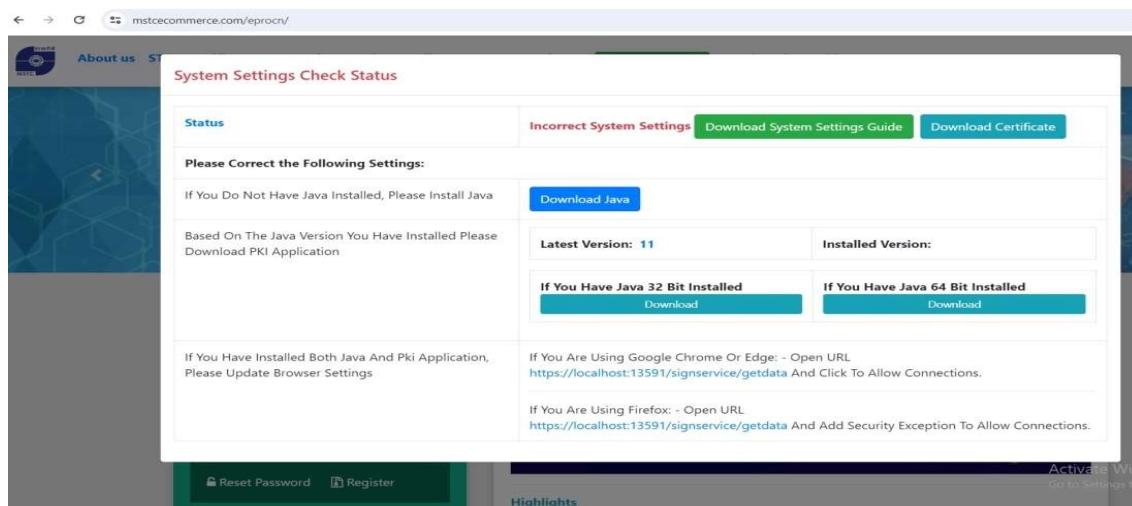 mstcecommerce.com/eprocn/
About us ST
MSTC
System Settings Check Status
Status
Incorrect System Settings Download System Settings Guide Download Certificate
Please Correct the Following Settings:
If You Do Not Have Java Installed, Please Install Java
Download Java
Based On The Java Version You Have Installed Please
Download PKI Application
Latest Version: 11
Installed Version:
If You Have Java 32 Bit Installed
Download
If You Have Java 64 Bit Installed
Download
If You Have Installed Both Java And Pki Application,
Please Update Browser Settings
If You Are Using Google Chrome Or Edge: - Open URL
https://localhost:13591/signservice/getdata And Click To Allow Connections.
If You Are Using Firefox: - Open URL
https://localhost:13591/signservice/getdata And Add Security Exception To Allow Connections.
Reset Password Register
Highlights
Activate Wi
Go to Settings